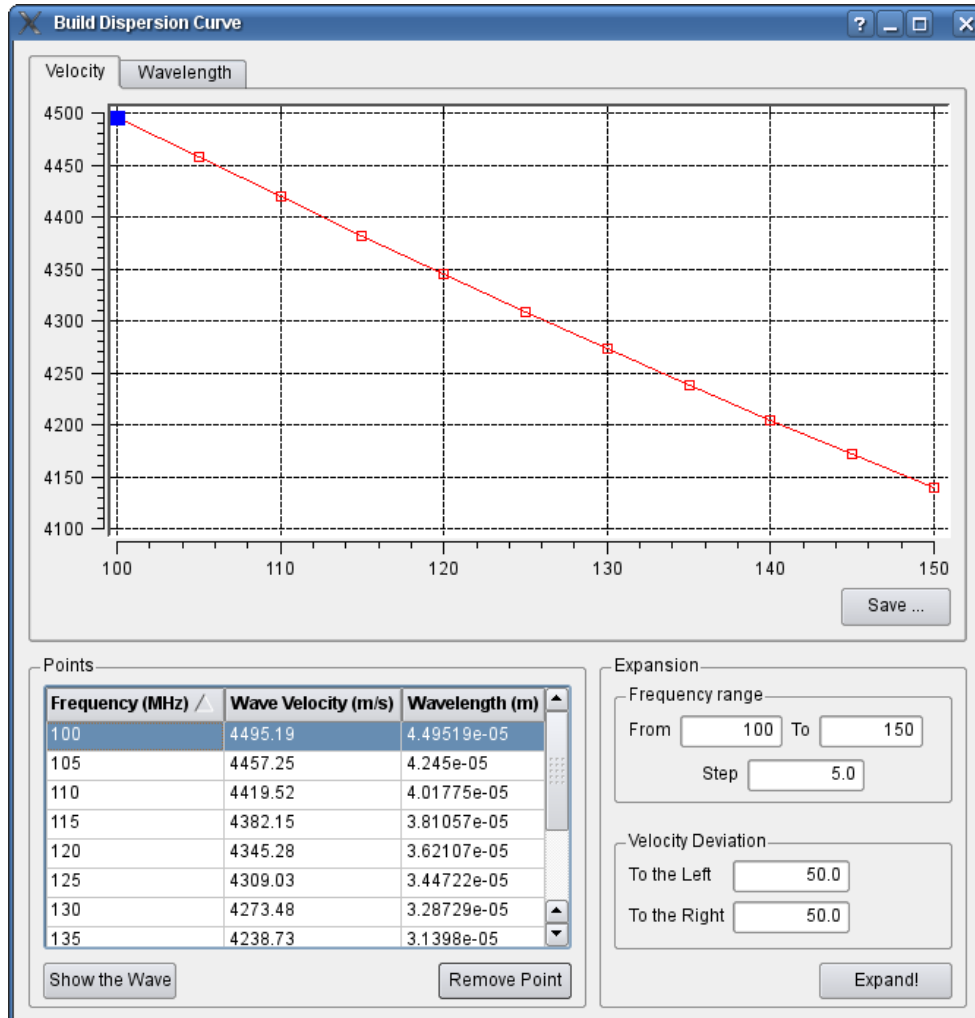 Build Dispersion Curve
Velocity Wavelength
4500
4450
4400
4350
4300
4250
4200
4150
4100
100 110 120 130 140 150
Save ...
Points
Frequency (MHz) Wave Velocity (m/s) Wavelength (m)
100 4495.19 4.49519e-05
105 4457.25 4.245e-05
110 4419.52 4.01775e-05
115 4382.15 3.81057e-05
120 4345.28 3.62107e-05
125 4309.03 3.44722e-05
130 4273.48 3.28729e-05
135 4238.73 3.1398e-05
Show the Wave Remove Point
Expansion
Frequency range
From 100 To 150
Step 5.0
Velocity Deviation
To the Left 50.0
To the Right 50.0
Expand!